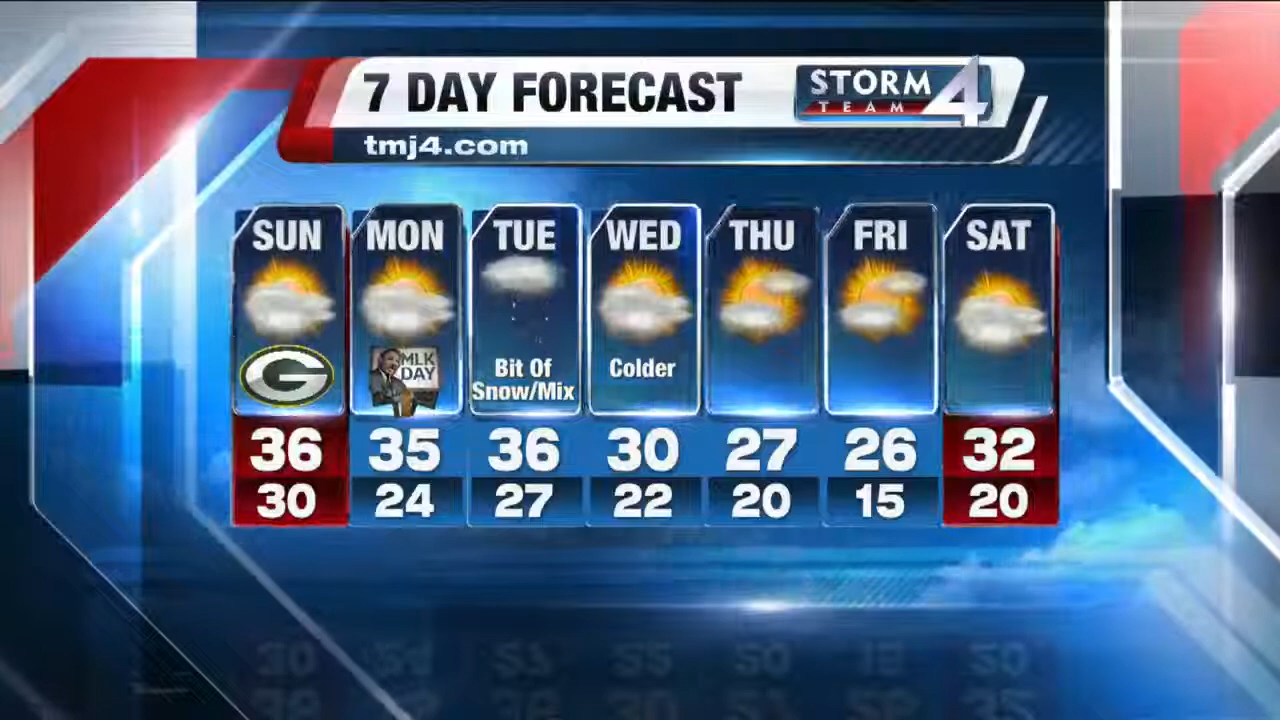 7 DAY FORECAST
STORM
TEAM 4
tmj4.com
SUN MON TUE WED THU FRI SAT
G MLK
DAY
Bit Of Colder
Snow/Mix
36 35 36 30 27 26 32
30 24 27 22 20 15 20